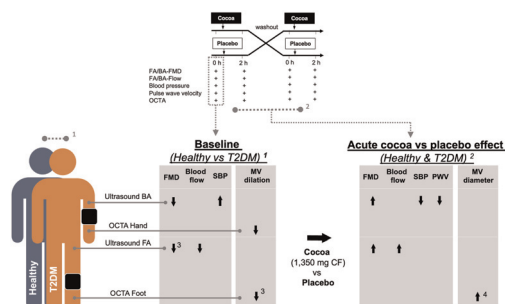 Cocoa
washout
Cocoa
Placebo
Placebo
0 h 2 h 0 h 2 h
FA/BA-FMD + + + +
FA/BA-Flow + + + +
Blood pressure + + + +
Pulse wave velocity + + + +
OCTA + + + +
2
1
Baseline
(Healthy vs T2DM) 1
Acute cocoa vs placebo effect
(Healthy & T2DM) 2
FMD Blood flow SBP MV dilation
FMD Blood flow SBP PWV MV diameter
Ultrasound BA
OCTA Hand
Ultrasound FA
3
OCTA Foot
3
4
Cocoa
(1,350 mg CF)
vs
Placebo
Healthy
T2DM